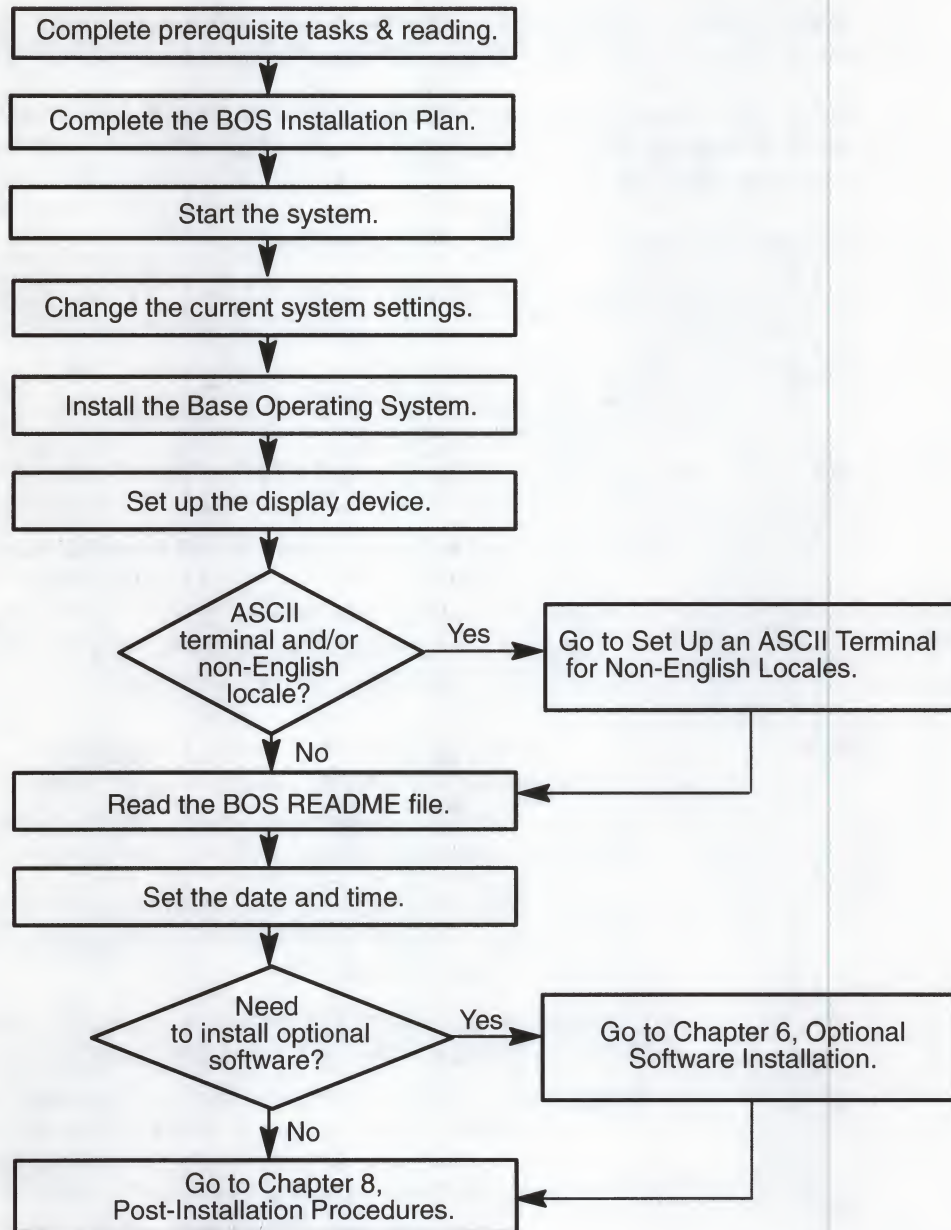 Complete prerequisite tasks & reading.
Complete the BOS Installation Plan.
Start the system.
Change the current system settings.
Install the Base Operating System.
Set up the display device.
ASCII
terminal and/or
non-English
locale?
Yes
Go to Set Up an ASCII Terminal
for Non-English Locales.
No
Read the BOS README file.
Set the date and time.
Need
to install optional
software?
Yes
Go to Chapter 6, Optional
Software Installation.
No
Go to Chapter 8,
Post-Installation Procedures.